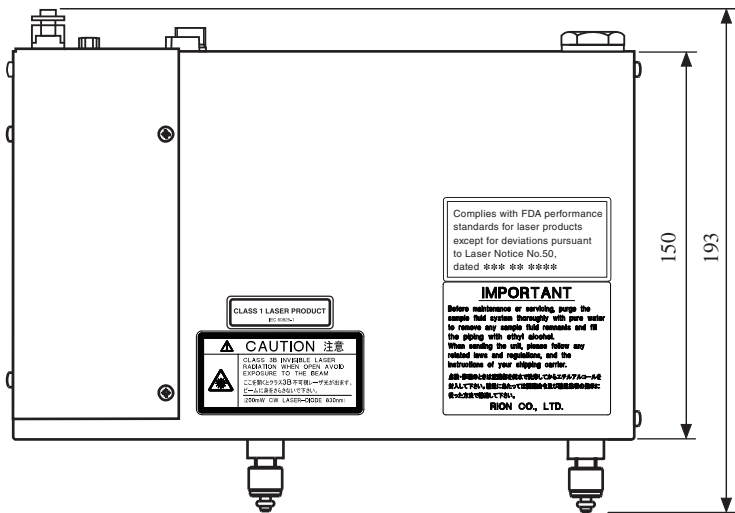 Complies with FDA performance
standards for laser products
except for deviations pursuant
to Laser Notice No.50,
dated *** ** ****
IMPORTANT
Before maintenance or servicing, purge the
sample fluid system thoroughly with pure water
to remove any sample fluid remnants and fill
the piping with ethyl alcohol.
When sending the unit, please follow any
related laws and regulations, and the
instructions of your shipping carrier.
RION CO., LTD.
CLASS 1 LASER PRODUCT
IEC 60825-1
CAUTION 注意
CLASS 3B INVISIBLE LASER
RADIATION WHEN OPEN AVOID
EXPOSURE TO THE BEAM
ここを開くとクラス3B不可視レーザ光が出ます。
ビームに身をさらさないで下さい。
(200mW CW LASER-DIODE 830nm)
150
193